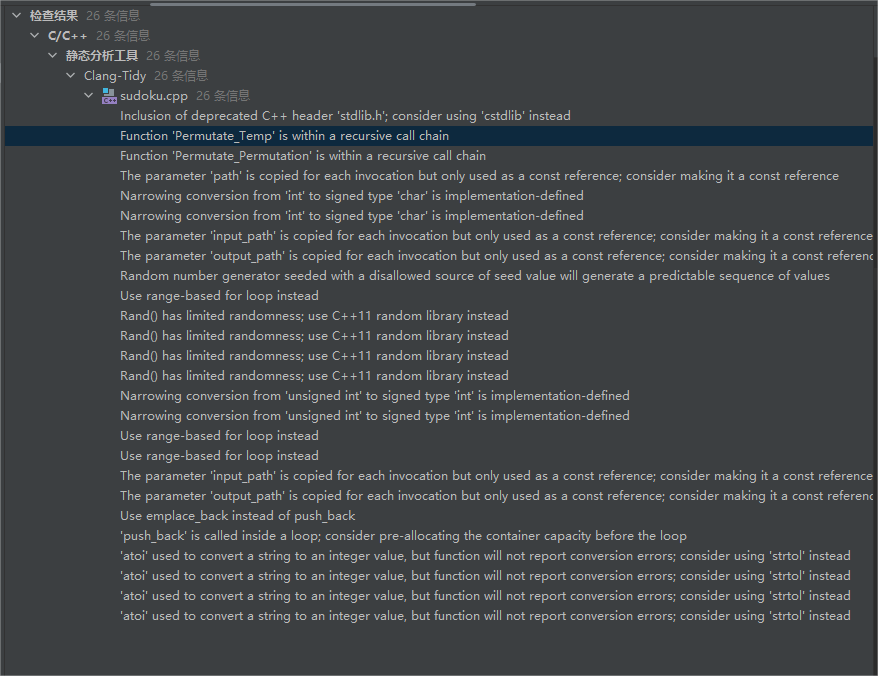 检查结果 26 条信息
C/C++ 26 条信息
静态分析工具 26 条信息
Clang-Tidy 26 条信息
sudoku.cpp 26 条信息
Inclusion of deprecated C++ header 'stdlib.h'; consider using 'cstdlib' instead
Function 'Permutate_Temp' is within a recursive call chain
Function 'Permutate_Permutation' is within a recursive call chain
The parameter 'path' is copied for each invocation but only used as a const reference; consider making it a const reference
Narrowing conversion from 'int' to signed type 'char' is implementation-defined
Narrowing conversion from 'int' to signed type 'char' is implementation-defined
The parameter 'input_path' is copied for each invocation but only used as a const reference; consider making it a const reference
The parameter 'output_path' is copied for each invocation but only used as a const reference; consider making it a const referenc
Random number generator seeded with a disallowed source of seed value will generate a predictable sequence of values
Use range-based for loop instead
Rand() has limited randomness; use C++11 random library instead
Rand() has limited randomness; use C++11 random library instead
Rand() has limited randomness; use C++11 random library instead
Rand() has limited randomness; use C++11 random library instead
Narrowing conversion from 'unsigned int' to signed type 'int' is implementation-defined
Narrowing conversion from 'unsigned int' to signed type 'int' is implementation-defined
Use range-based for loop instead
Use range-based for loop instead
The parameter 'input_path' is copied for each invocation but only used as a const reference; consider making it a const reference
The parameter 'output_path' is copied for each invocation but only used as a const reference; consider making it a const referenc
Use emplace_back instead of push_back
'push_back' is called inside a loop; consider pre-allocating the container capacity before the loop
'atoi' used to convert a string to an integer value, but function will not report conversion errors; consider using 'strtol' instead
'atoi' used to convert a string to an integer value, but function will not report conversion errors; consider using 'strtol' instead
'atoi' used to convert a string to an integer value, but function will not report conversion errors; consider using 'strtol' instead
'atoi' used to convert a string to an integer value, but function will not report conversion errors; consider using 'strtol' instead